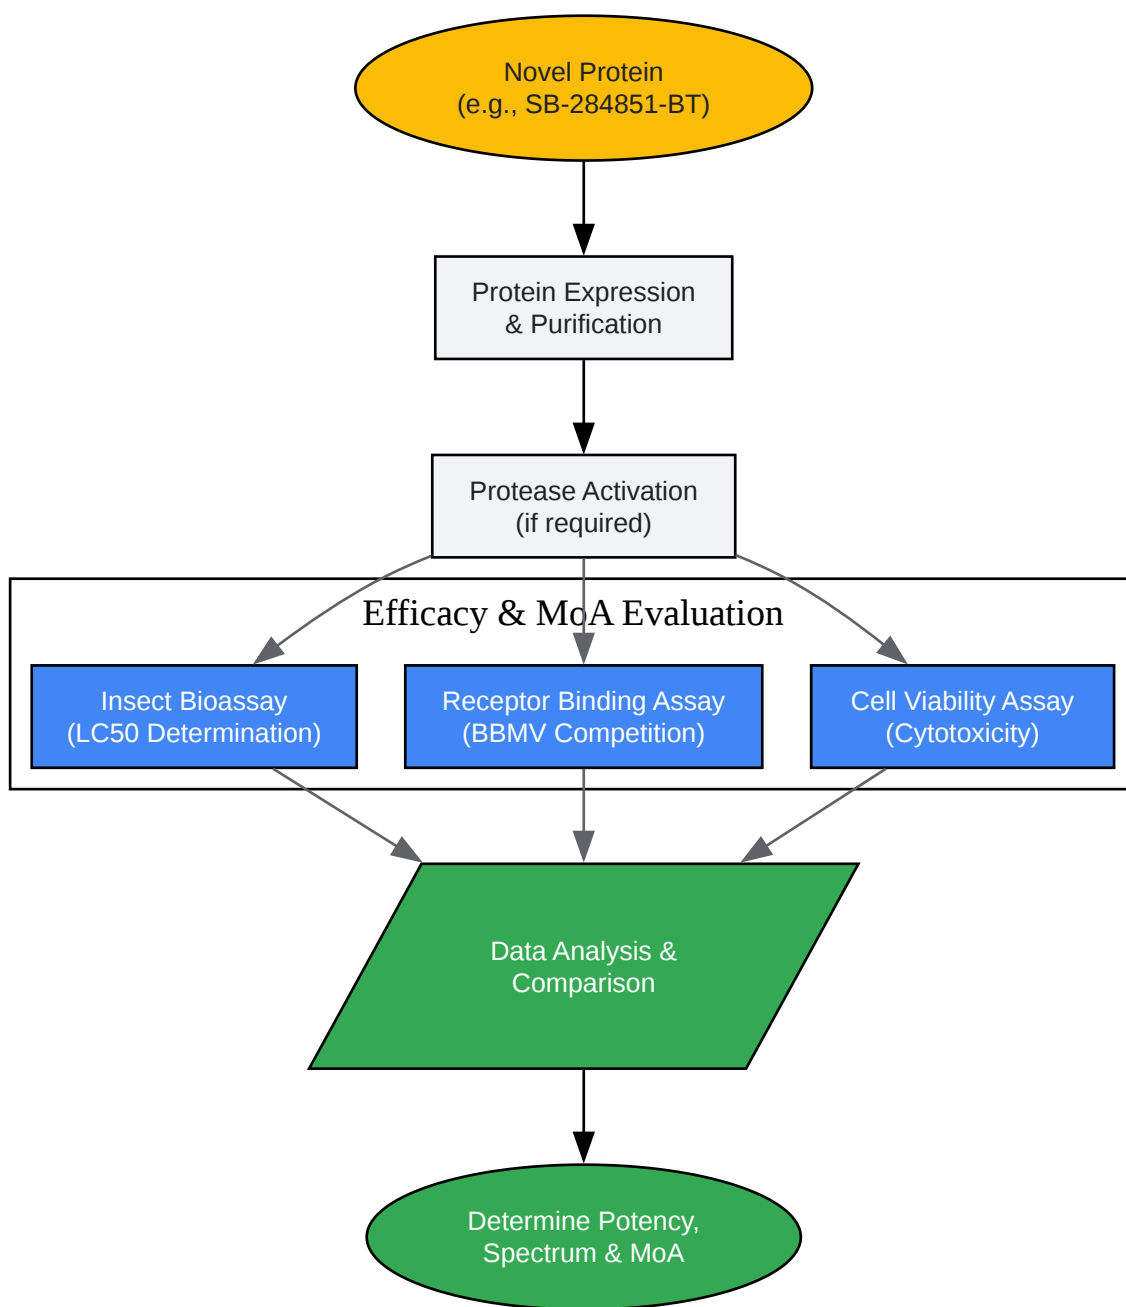 Novel Protein
(e.g., SB-284851-BT)
Protein Expression
& Purification
Protease Activation
(if required)
Efficacy & MoA Evaluation
Insect Bioassay
(LC50 Determination)
Receptor Binding Assay
(BBMV Competition)
Cell Viability Assay
(Cytotoxicity)
Data Analysis &
Comparison
Determine Potency,
Spectrum & MoA